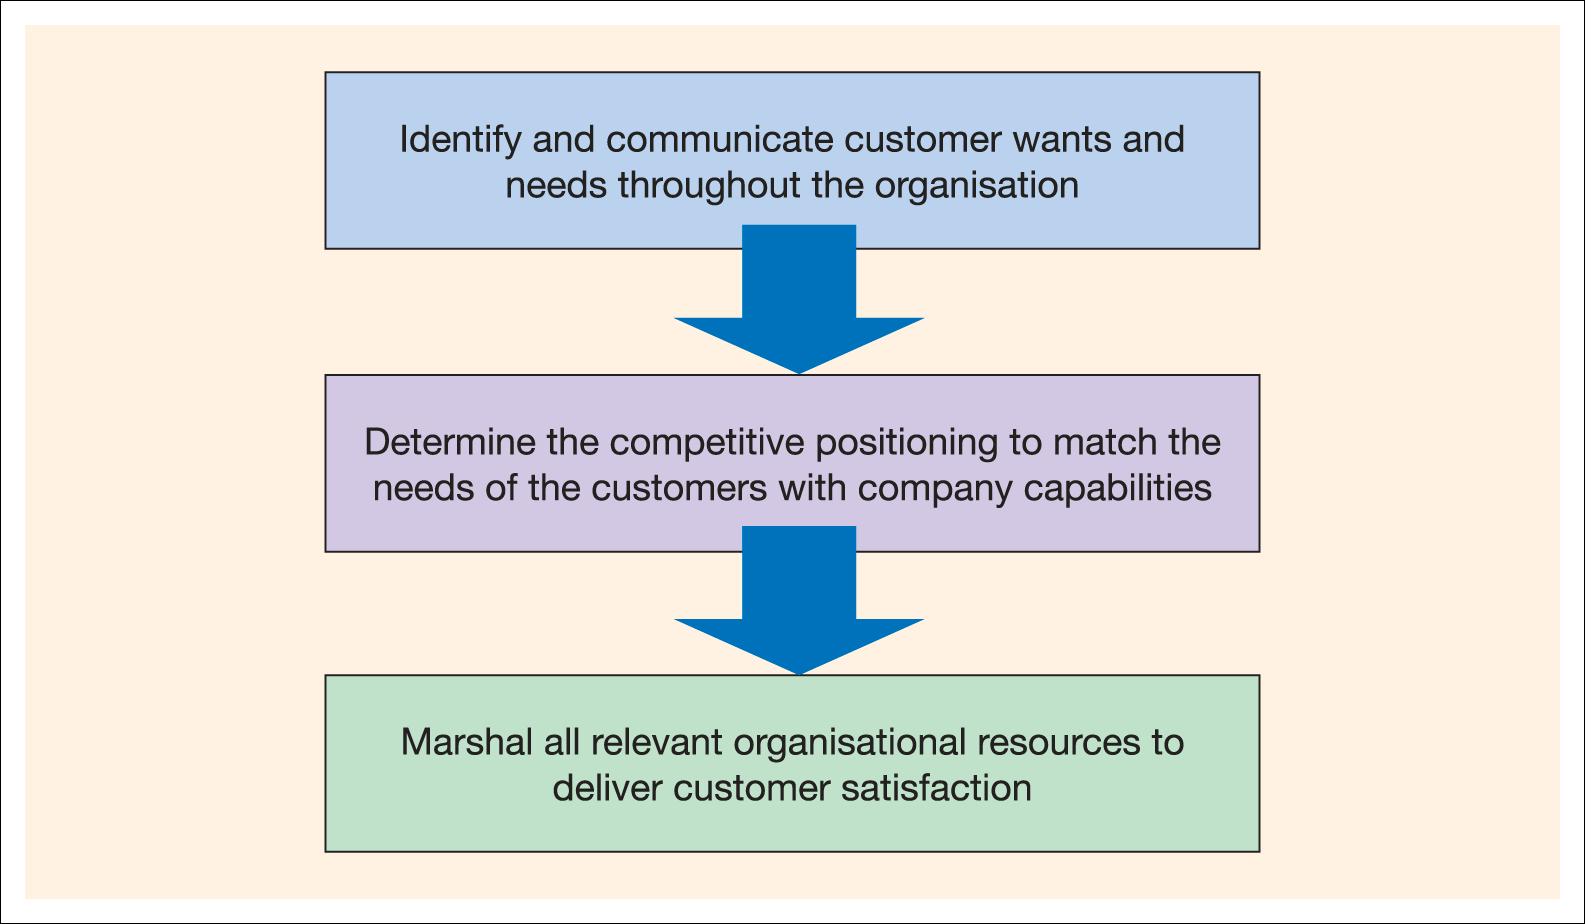 Identify and communicate customer wants and
needs throughout the organisation
Determine the competitive positioning to match the
needs of the customers with company capabilities
Marshal all relevant organisational resources to
deliver customer satisfaction